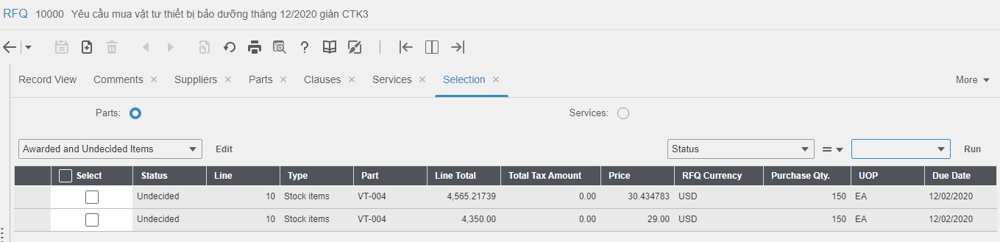 RFQ 10000 Yêu cầu mua vật tư thiết bị bảo dưỡng tháng 12/2020 giàn CTK3
Record View Comments Suppliers Parts Clauses Services Selection More
Parts: Services:
Awarded and Undecided Items Edit Status = Run
Select Status Line Type Part Line Total Total Tax Amount Price RFQ Currency Purchase Qty. UOP Due Date
Undecided 10 Stock items VT-004 4,565.21739 0.00 30.434783 USD 150 EA 12/02/2020
Undecided 10 Stock items VT-004 4,350.00 0.00 29.00 USD 150 EA 12/02/2020